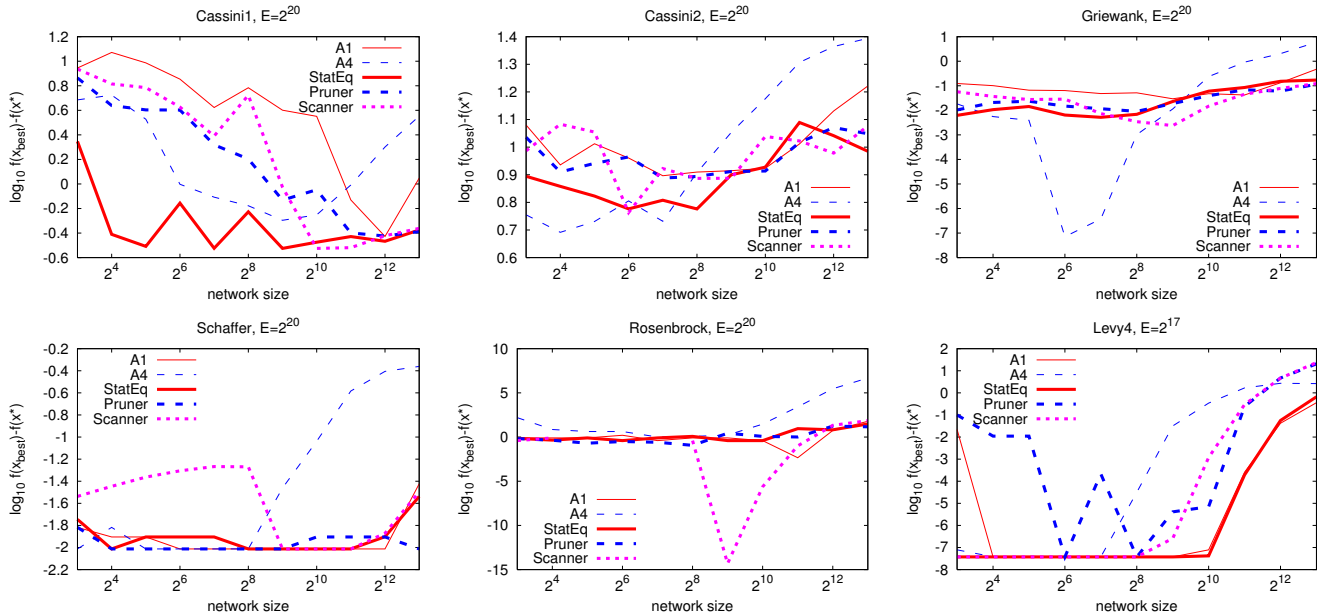 Cassini1, E=2^20
log10 f(x_best)-f(x*)
1.2
1
0.8
0.6
0.4
0.2
0
-0.2
-0.4
-0.6
A1
A4
StatEq
Pruner
Scanner
2^4 2^6 2^8 2^10 2^12
network size
Cassini2, E=2^20
log10 f(x_best)-f(x*)
1.4
1.3
1.2
1.1
1
0.9
0.8
0.7
0.6
A1
A4
StatEq
Pruner
Scanner
2^4 2^6 2^8 2^10 2^12
network size
Griewank, E=2^20
log10 f(x_best)-f(x*)
1
0
-1
-2
-3
-4
-5
-6
-7
-8
A1
A4
StatEq
Pruner
Scanner
2^4 2^6 2^8 2^10 2^12
network size
Schaffer, E=2^20
log10 f(x_best)-f(x*)
-0.2
-0.4
-0.6
-0.8
-1
-1.2
-1.4
-1.6
-1.8
-2
-2.2
A1
A4
StatEq
Pruner
Scanner
2^4 2^6 2^8 2^10 2^12
network size
Rosenbrock, E=2^20
log10 f(x_best)-f(x*)
10
5
0
-5
-10
-15
A1
A4
StatEq
Pruner
Scanner
2^4 2^6 2^8 2^10 2^12
network size
Levy4, E=2^17
log10 f(x_best)-f(x*)
2
1
0
-1
-2
-3
-4
-5
-6
-7
-8
A1
A4
StatEq
Pruner
Scanner
2^4 2^6 2^8 2^10 2^12
network size